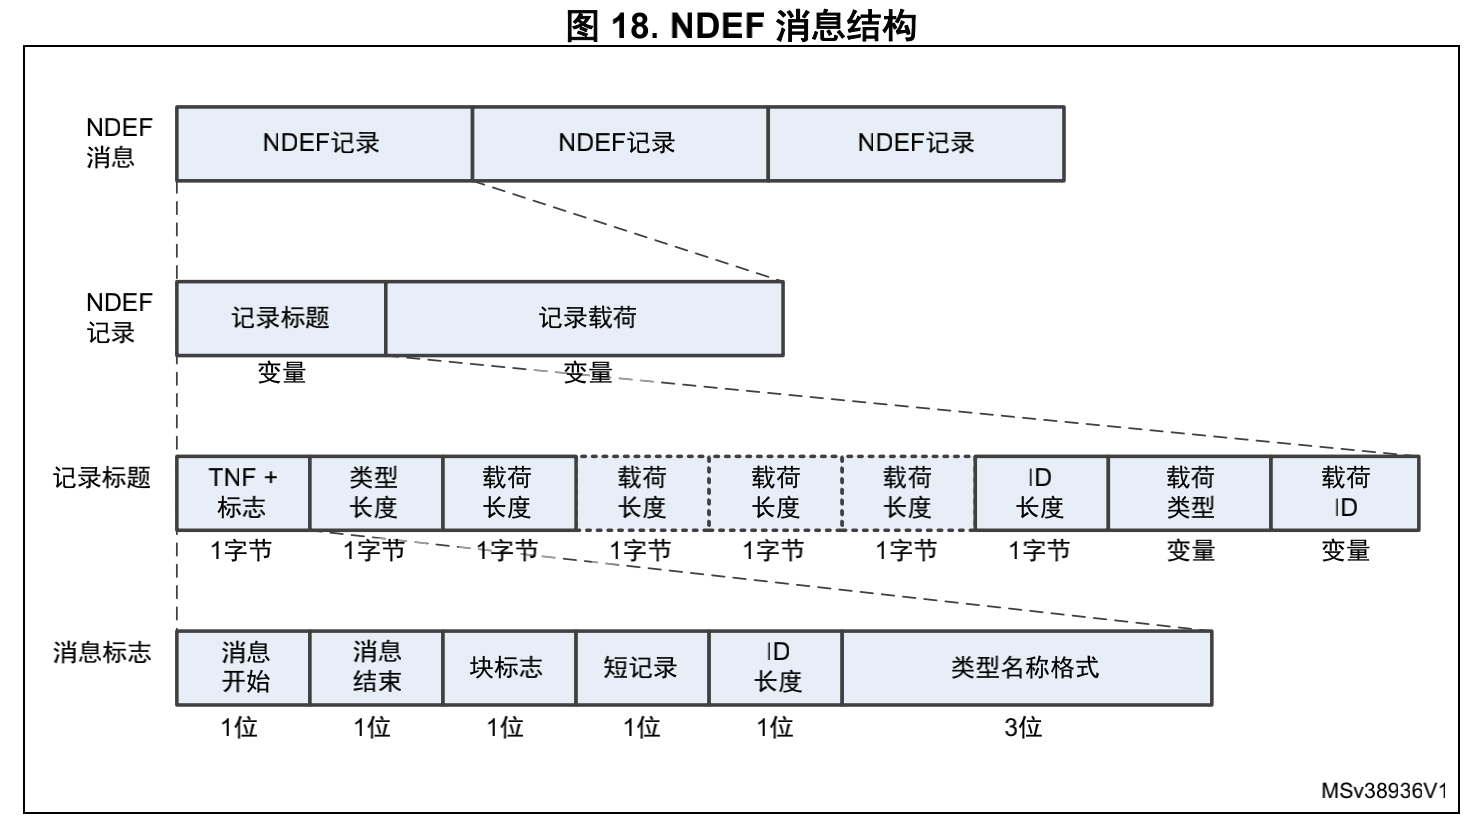 图 18. NDEF 消息结构
NDEF
消息
NDEF记录
NDEF记录
NDEF记录
NDEF
记录
记录标题
记录载荷
变量
变量
记录标题
TNF +
标志
类型
长度
载荷
长度
载荷
长度
载荷
长度
载荷
长度
ID
长度
载荷
类型
载荷
ID
1字节
1字节
1字节
1字节
1字节
1字节
1字节
变量
变量
消息标志
消息
开始
消息
结束
块标志
短记录
ID
长度
类型名称格式
1位
1位
1位
1位
1位
3位
MSv38936V1